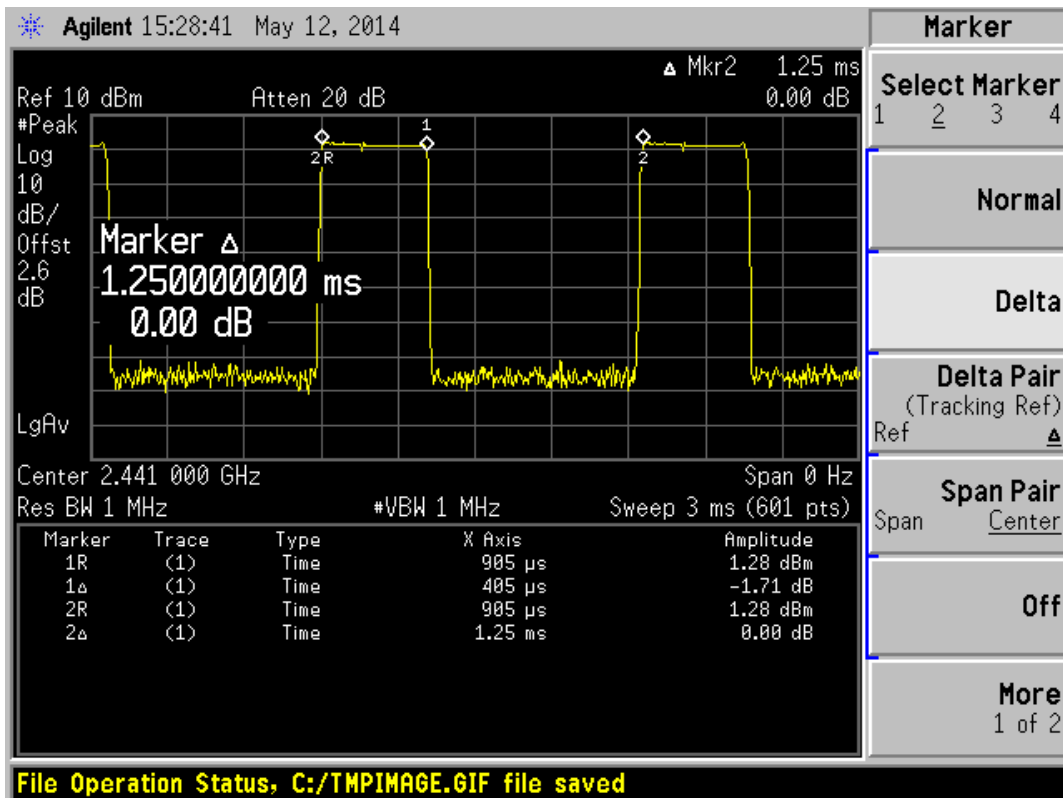 Agilent 15:28:41 May 12, 2014
Marker
Δ Mkr2 1.25 ms
Ref 10 dBm Atten 20 dB 0.00 dB
#Peak
Log
10
dB/
Offst
2.6
dB
LgAv
1
2R
2
Marker Δ
1.250000000 ms
0.00 dB
Center 2.441 000 GHz Span 0 Hz
Res BW 1 MHz #VBW 1 MHz Sweep 3 ms (601 pts)
Marker Trace Type X Axis Amplitude
1R (1) Time 905 µs 1.28 dBm
1Δ (1) Time 405 µs -1.71 dB
2R (1) Time 905 µs 1.28 dBm
2Δ (1) Time 1.25 ms 0.00 dB
Select Marker
1 2 3 4
Normal
Delta
Delta Pair
(Tracking Ref)
Ref Δ
Span Pair
Span Center
Off
More
1 of 2
File Operation Status, C:/TMPIMAGE.GIF file saved